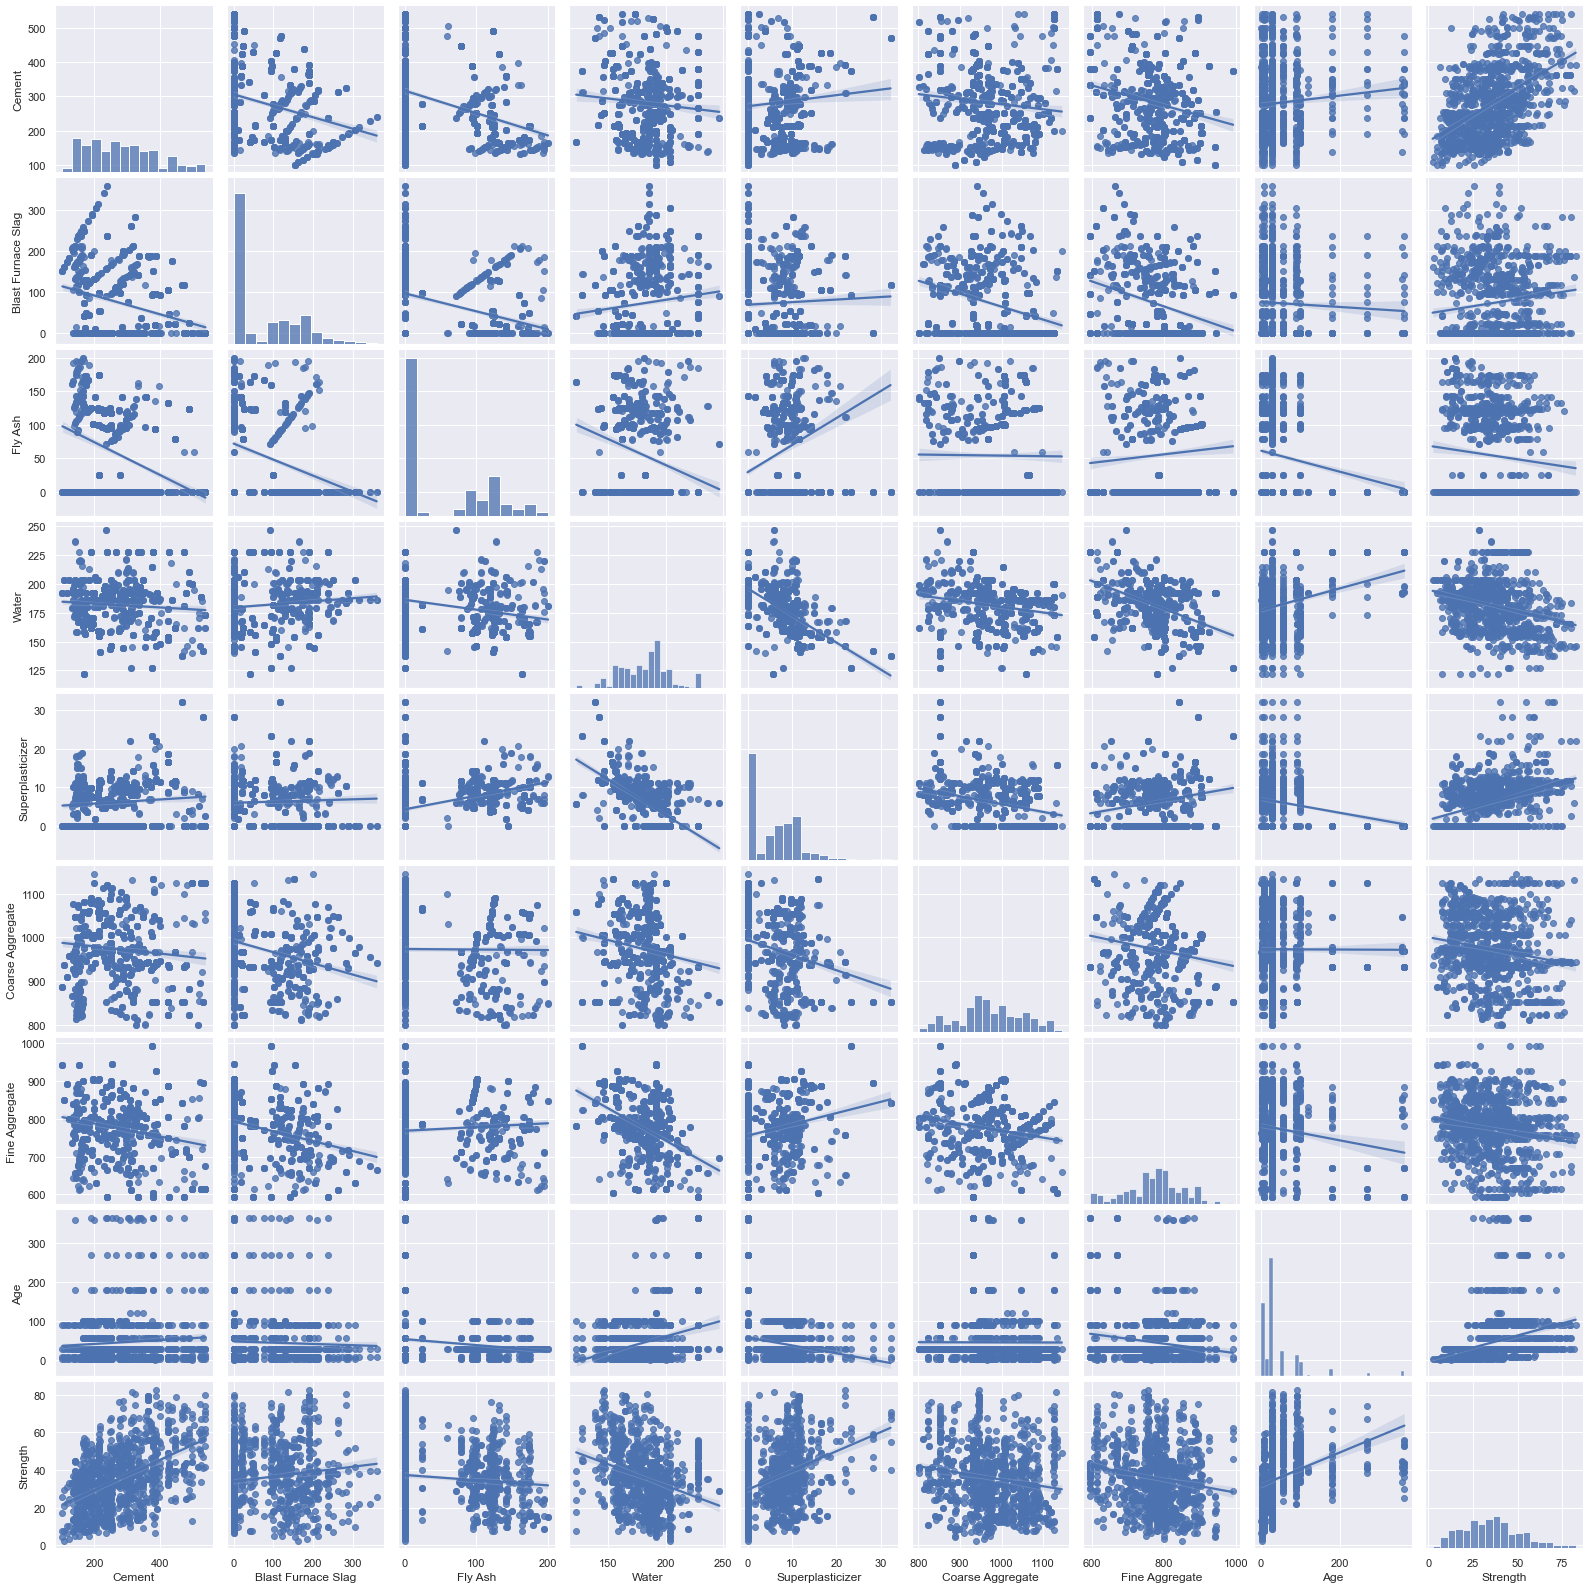 500
400
300
200
100
Cement
300
200
100
0
Blast Furnace Slag
200
150
100
50
0
Fly Ash
250
225
200
175
150
125
Water
30
20
10
0
Superplasticizer
1100
1000
900
800
Coarse Aggregate
1000
900
800
700
600
Fine Aggregate
300
200
100
0
Age
80
60
40
20
0
Strength
200 400
0 100 200 300
0 100 200
150 200 250
0 10 20 30
800 900 1000 1100
600 800 1000
0 200
0 25 50 75
Cement
Blast Furnace Slag
Fly Ash
Water
Superplasticizer
Coarse Aggregate
Fine Aggregate
Age
Strength